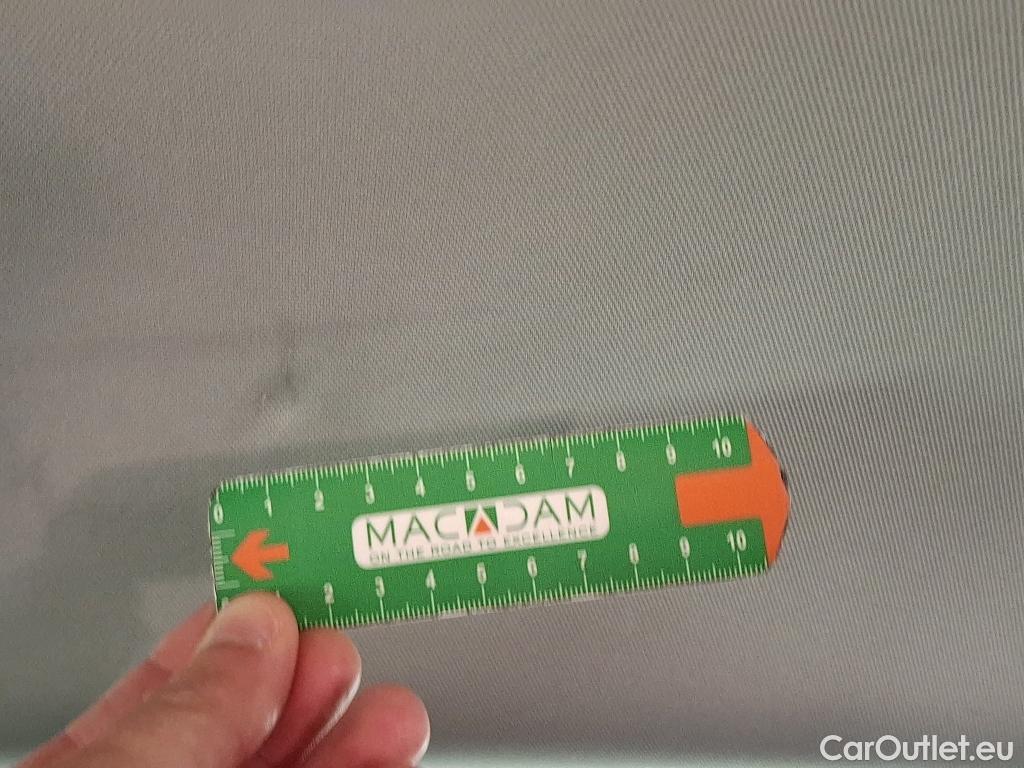 0 1 2 3 4 5 6 7 8 9 10
MACADAM
ON THE ROAD TO EXCELLENCE
2 3 4 5 6 7 8 9 10
CarOutlet.eu